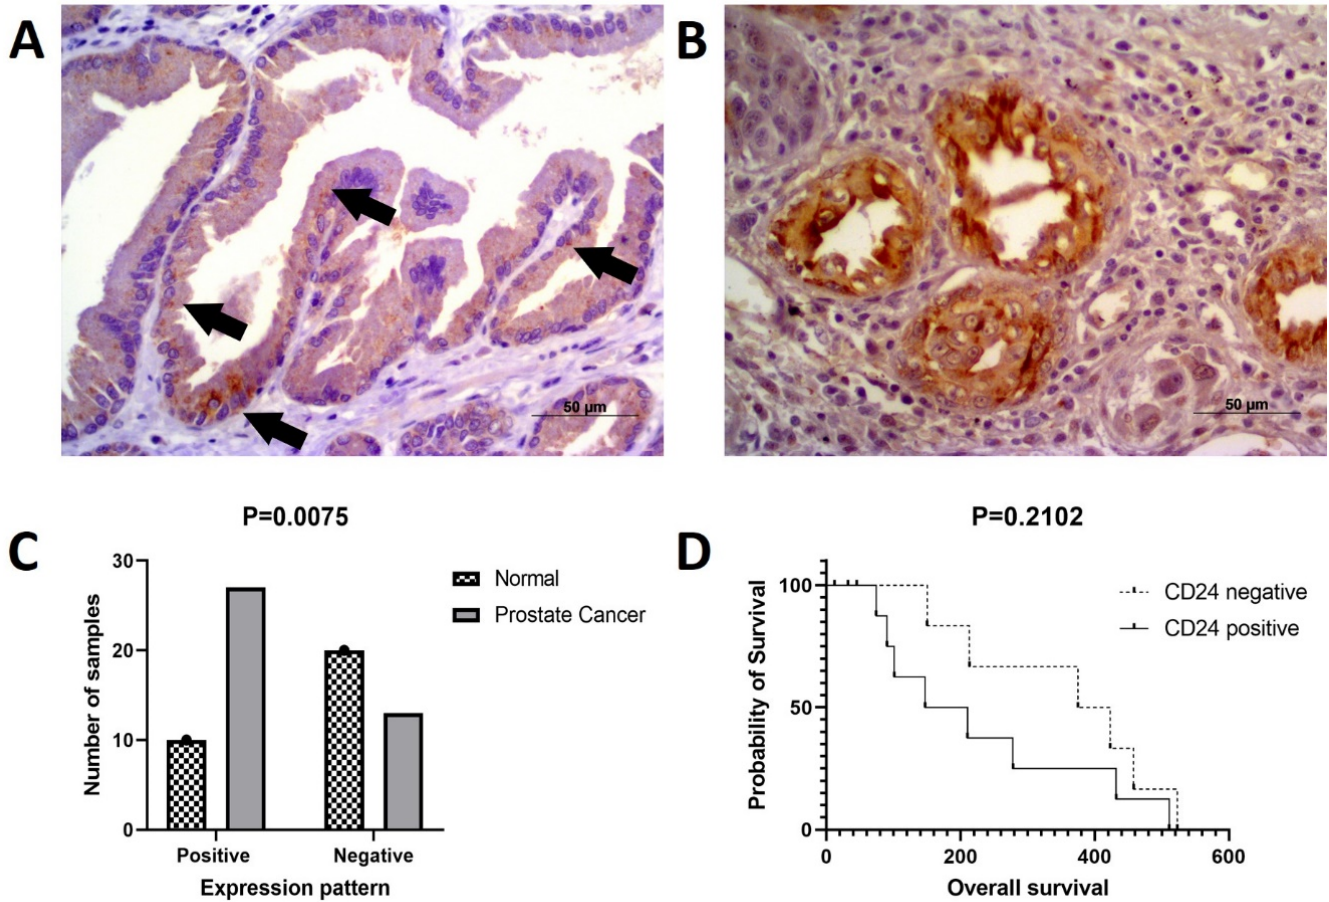 A
B
50 µm
50 µm
P=0.0075
P=0.2102
C
30
20
10
0
Number of samples
Positive
Negative
Expression pattern
Normal
Prostate Cancer
D
100
50
0
Probability of Survival
0
200
400
600
Overall survival
CD24 negative
CD24 positive